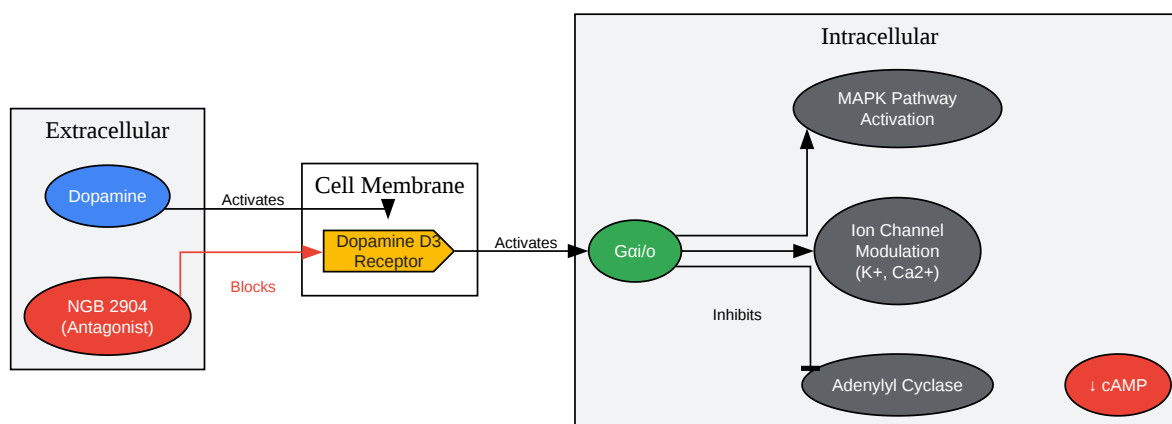 Extracellular
Dopamine
NGB 2904
(Antagonist)
Activates
Blocks
Cell Membrane
Dopamine D3
Receptor
Activates
Intracellular
Gαi/o
Inhibits
MAPK Pathway
Activation
Ion Channel
Modulation
(K+, Ca2+)
Adenylyl Cyclase
↓ cAMP